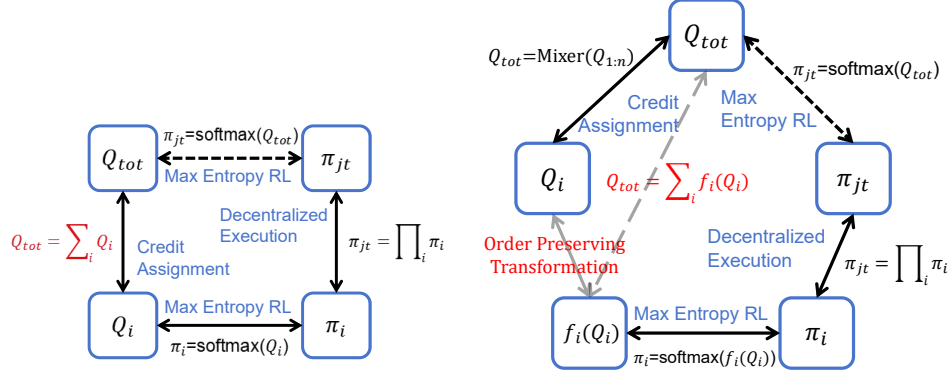 π_jt=softmax(Q_tot)
Q_tot
π_jt
Max Entropy RL
Q_tot = ∑_i Q_i
Credit
Assignment
Decentralized
Execution
π_jt = ∏_i π_i
Q_i
Max Entropy RL
π_i
π_i=softmax(Q_i)
Q_tot
Q_tot=Mixer(Q_1:n)
π_jt=softmax(Q_tot)
Credit
Assignment
Max
Entropy RL
Q_i
Q_tot = ∑_i f_i(Q_i)
π_jt
Order Preserving
Transformation
Decentralized
Execution
π_jt = ∏_i π_i
f_i(Q_i)
Max Entropy RL
π_i
π_i=softmax(f_i(Q_i))